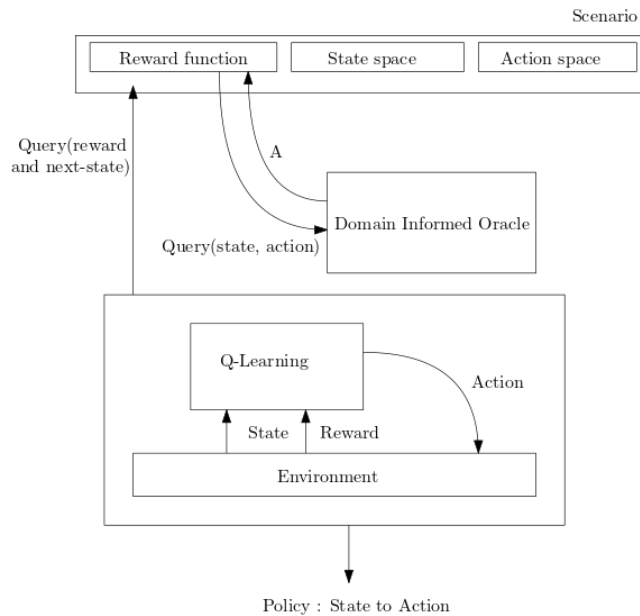 Scenario
Reward function
State space
Action space
Query(reward
and next-state)
A
Domain Informed Oracle
Query(state, action)
Q-Learning
Action
State
Reward
Environment
Policy : State to Action